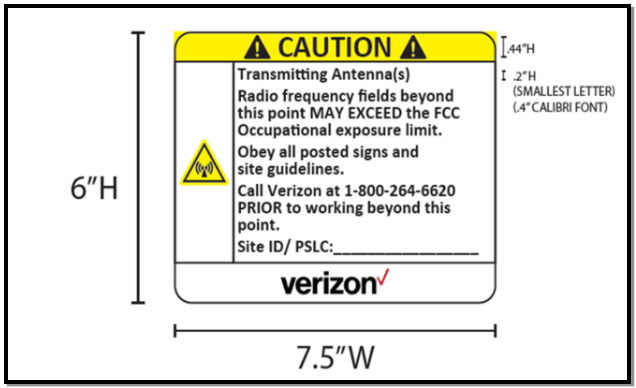 CAUTION
.44"H
Transmitting Antenna(s)
.2"H
(SMALLEST LETTER)
(.4"CALIBRI FONT)
Radio frequency fields beyond
this point MAY EXCEED the FCC
Occupational exposure limit.
Obey all posted signs and
site guidelines.
Call Verizon at 1-800-264-6620
PRIOR to working beyond this
point.
Site ID/ PSLC:_________________
verizon
6"H
7.5"W